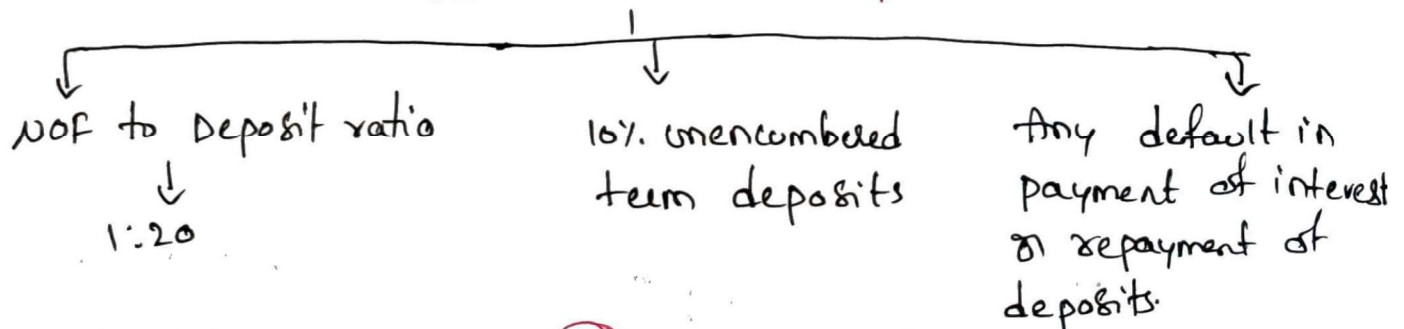 NOF to Deposit ratio
1:20
10% unencumbered
term deposits
Any default in
payment of interest
or repayment of
deposits.